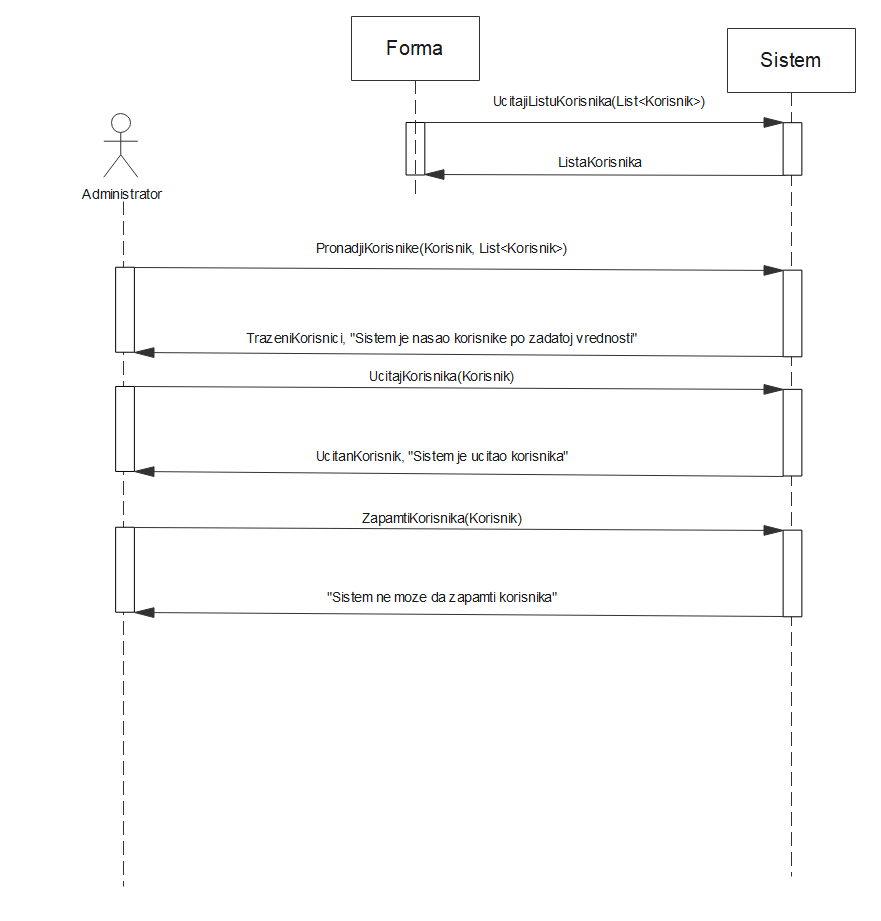 Forma
Sistem
UcitajiListuKorisnika(List<Korisnik>)
ListaKorisnika
Administrator
PronadjiKorisnike(Korisnik, List<Korisnik>)
TrazeniKorisnici, "Sistem je nasao korisnike po zadatoj vrednosti"
UcitajKorisnika(Korisnik)
UcitanKorisnik, "Sistem je ucitao korisnika"
ZapamtiKorisnika(Korisnik)
"Sistem ne moze da zapamti korisnika"